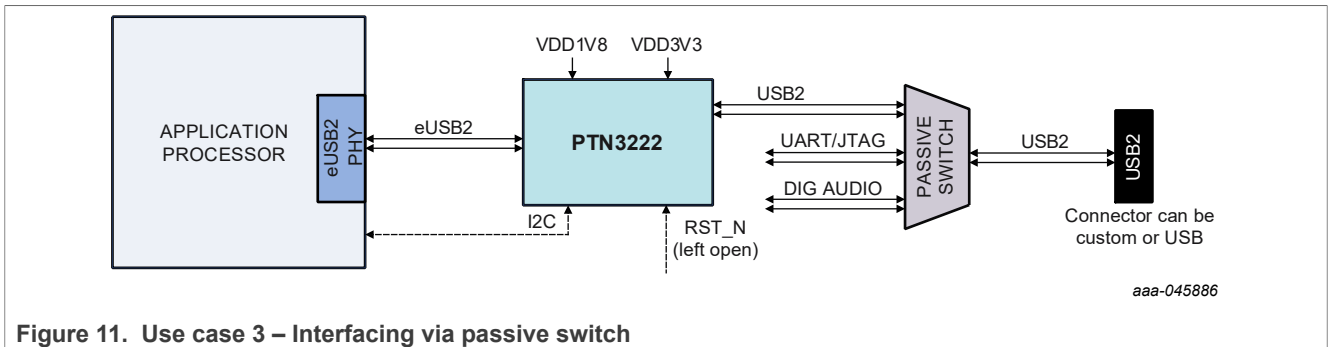 VDD1V8
VDD3V3
APPLICATION
PROCESSOR
eUSB2
PHY
eUSB2
PTN3222
USB2
UART/JTAG
DIG AUDIO
PASSIVE
SWITCH
USB2
USB2
Connector can be
custom or USB
I2C
RST_N
(left open)
aaa-045886
Figure 11. Use case 3 – Interfacing via passive switch